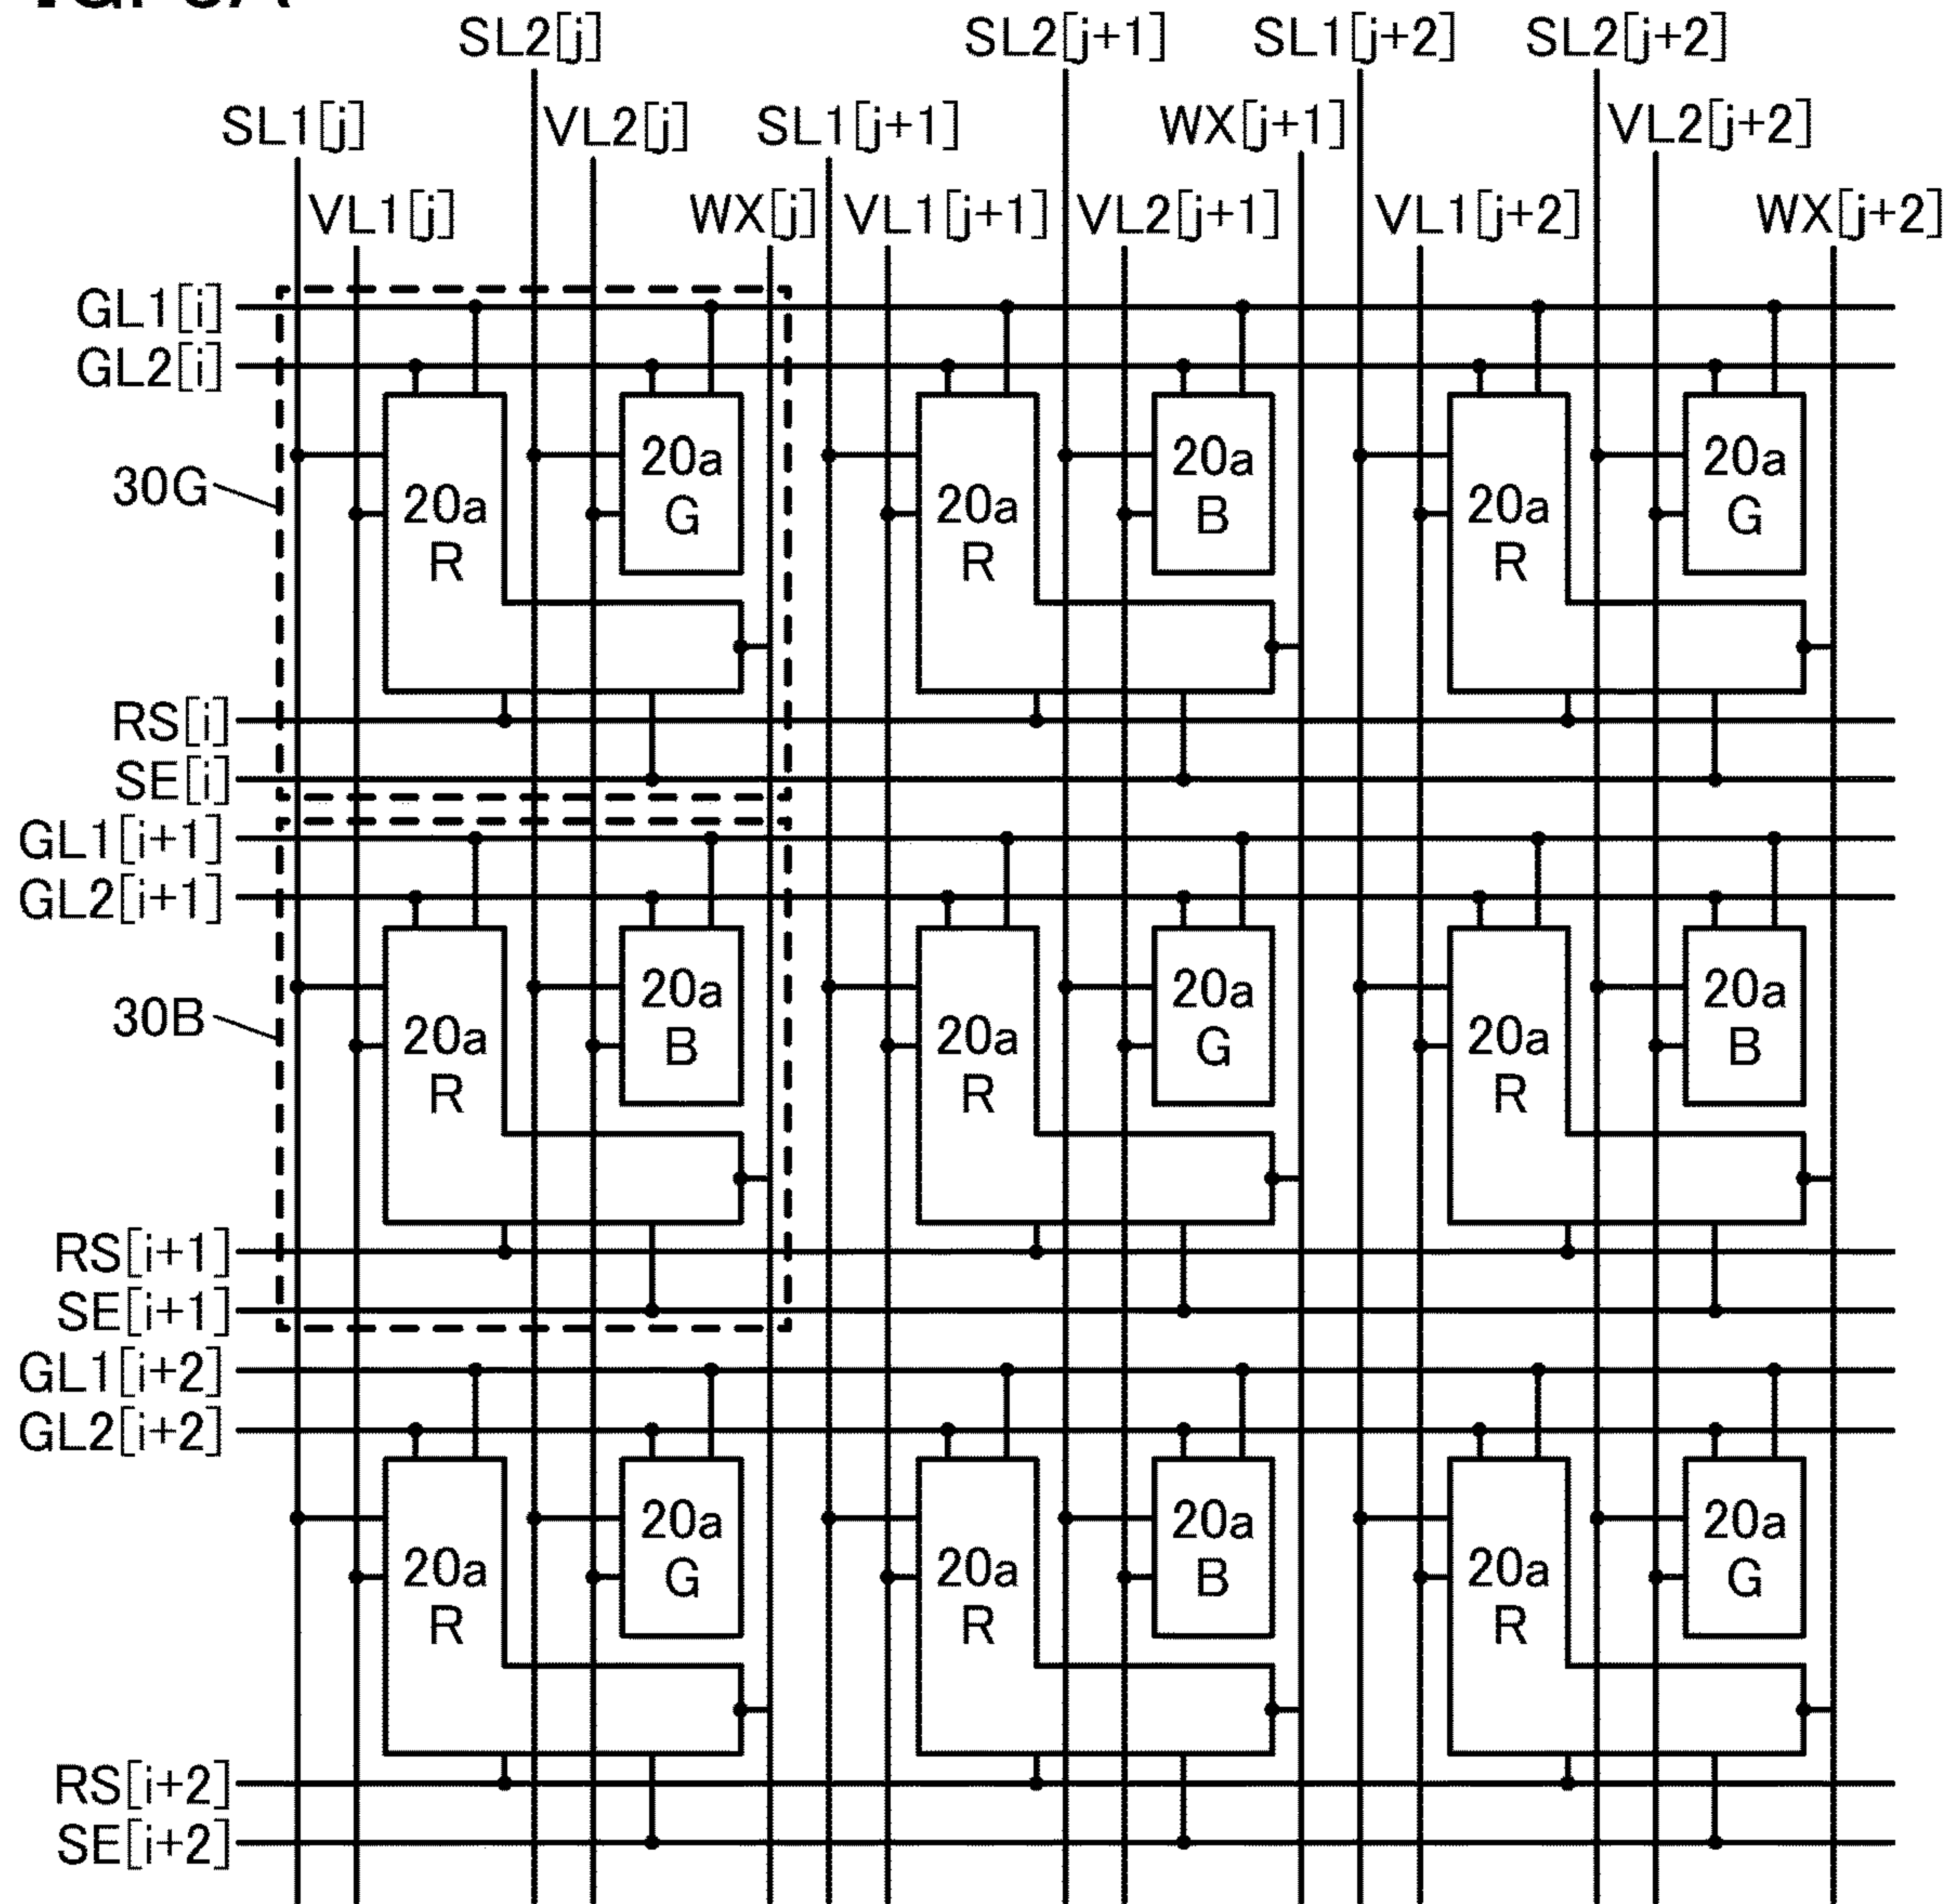 SL2[j] SL2[j+1] SL1[j+2] SL2[j+2]
SL1[j] VL2[j] SL1[j+1] WX[j+1] VL2[j+2]
VL1[j] WX[j] VL1[j+1] VL2[j+1] VL1[j+2] WX[j+2]
GL1[i]
GL2[i]
20a 20a 20a
30G 20a G 20a B 20a G
R R R
RS[i]
SE[i]
GL1[i+1]
GL2[i+1]
20a 20a 20a
30B 20a B 20a G 20a B
R R R
RS[i+1]
SE[i+1]
GL1[i+2]
GL2[i+2]
20a 20a 20a
20a G 20a B 20a G
R R R
RS[i+2]
SE[i+2]